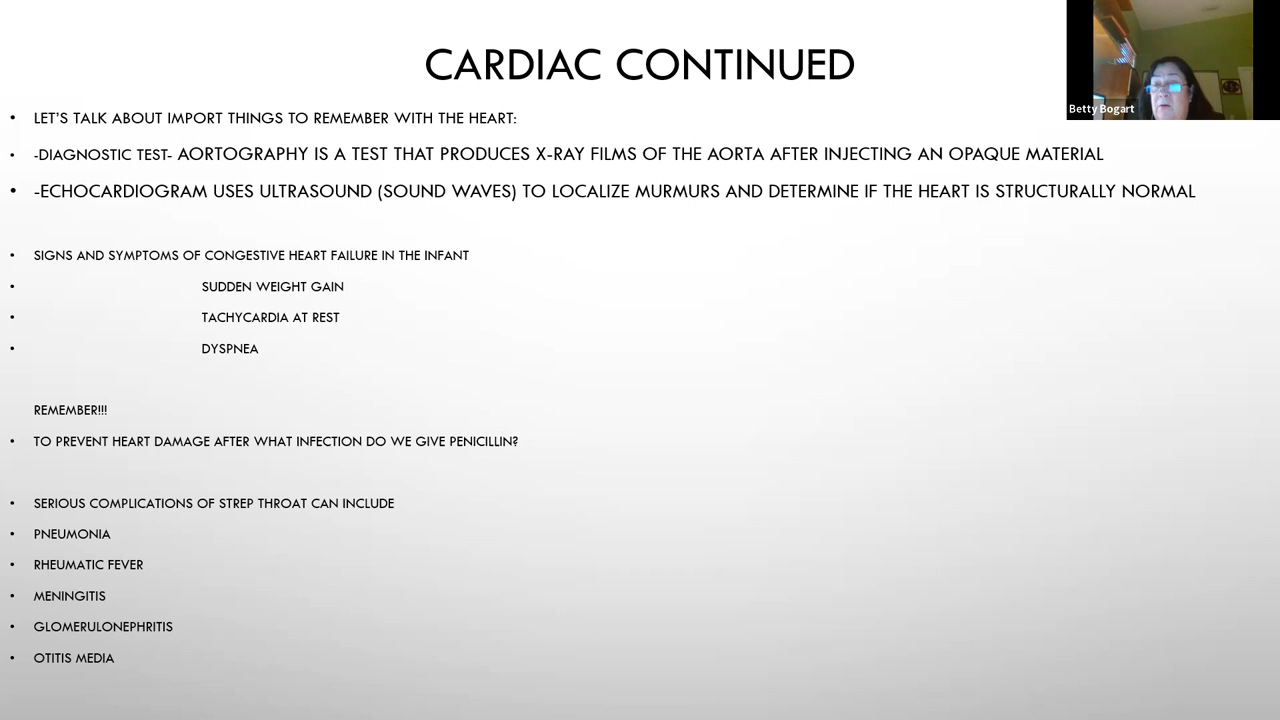 CARDIAC CONTINUED
Betty Bogart
• LET'S TALK ABOUT IMPORT THINGS TO REMEMBER WITH THE HEART:
• -DIAGNOSTIC TEST- AORTOGRAPHY IS A TEST THAT PRODUCES X-RAY FILMS OF THE AORTA AFTER INJECTING AN OPAQUE MATERIAL
• -ECHOCARDIOGRAM USES ULTRASOUND (SOUND WAVES) TO LOCALIZE MURMURS AND DETERMINE IF THE HEART IS STRUCTURALLY NORMAL
• SIGNS AND SYMPTOMS OF CONGESTIVE HEART FAILURE IN THE INFANT
• SUDDEN WEIGHT GAIN
• TACHYCARDIA AT REST
• DYSPNEA
REMEMBER!!!
• TO PREVENT HEART DAMAGE AFTER WHAT INFECTION DO WE GIVE PENICILLIN?
• SERIOUS COMPLICATIONS OF STREP THROAT CAN INCLUDE
• PNEUMONIA
• RHEUMATIC FEVER
• MENINGITIS
• GLOMERULONEPHRITIS
• OTITIS MEDIA